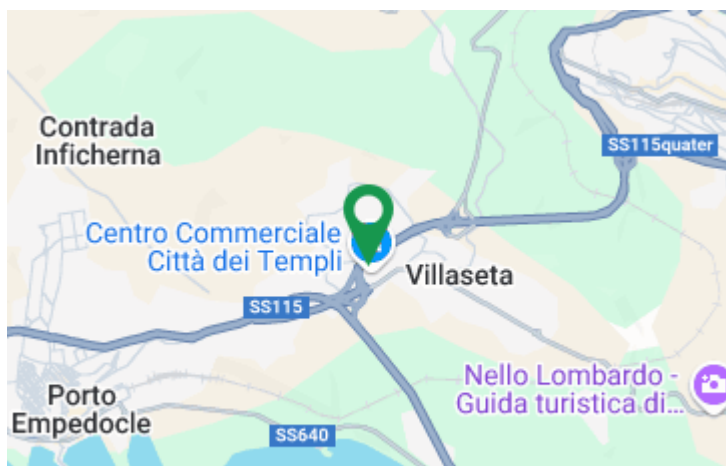 Contrada
Inficherna
SS115quater
Centro Commerciale
Città dei Templi
Villaseta
SS115
Nello Lombardo -
Guida turistica di...
Porto
Empedocle
SS640